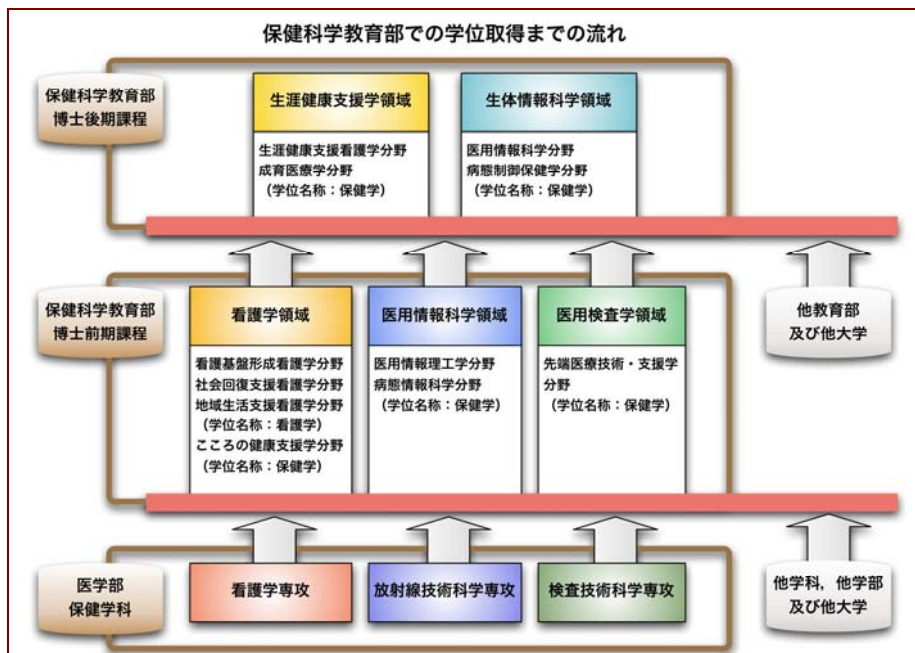 保健科学教育部での学位取得までの流れ
保健科学教育部
博士後期課程
生涯健康支援学領域
生涯健康支援看護学分野
成育医療学分野
（学位名称：保健学）
生体情報科学領域
医用情報科学分野
病態制御保健学分野
（学位名称：保健学）
保健科学教育部
博士前期課程
看護学領域
看護基盤形成看護学分野
社会回復支援看護学分野
地域生活支援看護学分野
（学位名称：看護学）
こころの健康支援学分野
（学位名称：保健学）
医用情報科学領域
医用情報理工学分野
病態情報科学分野
（学位名称：保健学）
医用検査学領域
先端医療技術・支援学
分野
（学位名称：保健学）
他教育部
及び他大学
医学部
保健学科
看護学専攻
放射線技術科学専攻
検査技術科学専攻
他学科，他学部
及び他大学